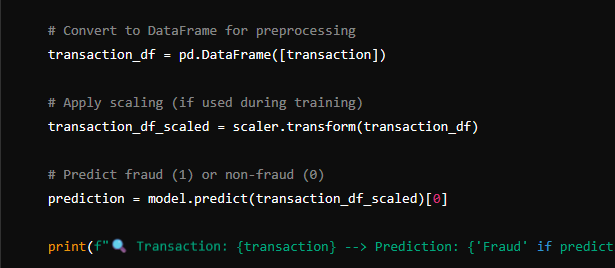 # Convert to DataFrame for preprocessing
transaction_df = pd.DataFrame([transaction])
# Apply scaling (if used during training)
transaction_df_scaled = scaler.transform(transaction_df)
# Predict fraud (1) or non-fraud (0)
prediction = model.predict(transaction_df_scaled)[0]
print(f"🔍 Transaction: {transaction} --> Prediction: {'Fraud' if predict